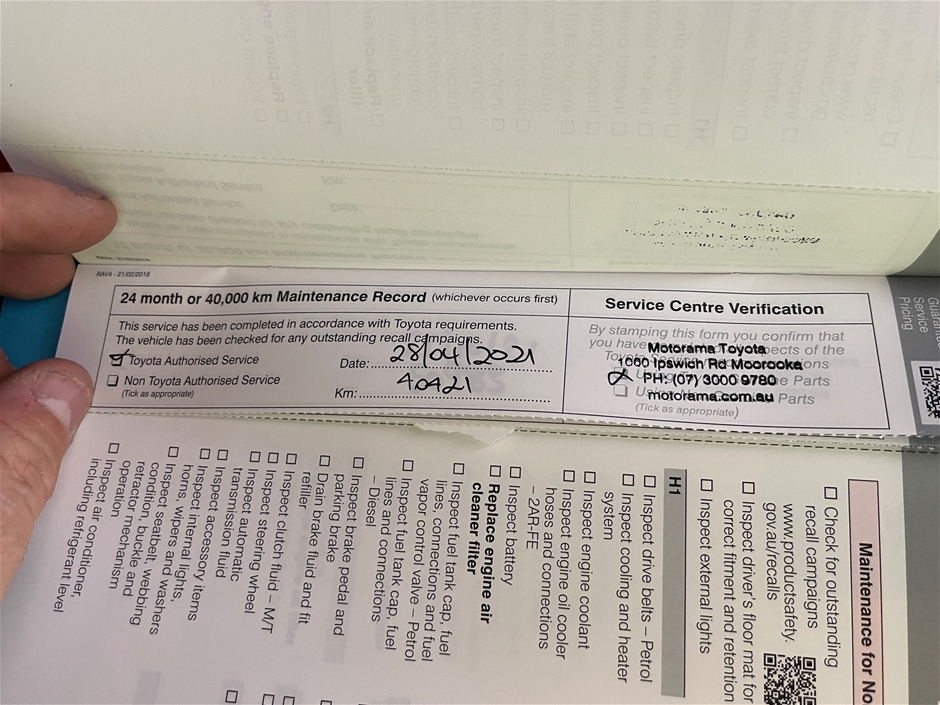 RAV4 - 21/02/2018
24 month or 40,000 km Maintenance Record (whichever occurs first)
This service has been completed in accordance with Toyota requirements.
The vehicle has been checked for any outstanding recall campaigns.
Toyota Authorised Service
Date: 28/04/2021
Non Toyota Authorised Service
(Tick as appropriate)
Km: 40421
Service Centre Verification
By stamping this form you confirm that
you have
Motorama Toyota
1060 Ipswich Rd Moorooka
PH: (07) 3000 9780
Parts
motorama.com.au
Parts
(Tick as appropriate)
Service
Pricing
Maintenance for No
Check for outstanding
recall campaigns
www.productsafety.
gov.au/recalls
Inspect driver's floor mat for
correct fitment and retention
Inspect external lights
H1
Inspect drive belts – Petrol
Inspect cooling and heater
system
Inspect engine coolant
Inspect engine oil cooler
hoses and connections
– 2AR-FE
Inspect battery
Replace engine air
cleaner filter
Inspect fuel tank cap, fuel
lines, connections and fuel
vapor control valve – Petrol
Inspect fuel tank cap, fuel
lines and connections
– Diesel
Inspect brake pedal and
parking brake
Drain brake fluid and fit
refiller
Inspect clutch fluid – M/T
Inspect steering wheel
Inspect automatic
transmission fluid
Inspect accessory items
Inspect internal lights,
horns, wipers and washers
Inspect seatbelt, webbing
condition, buckle and
retractor mechanism
operation
Inspect air conditioner,
including refrigerant level